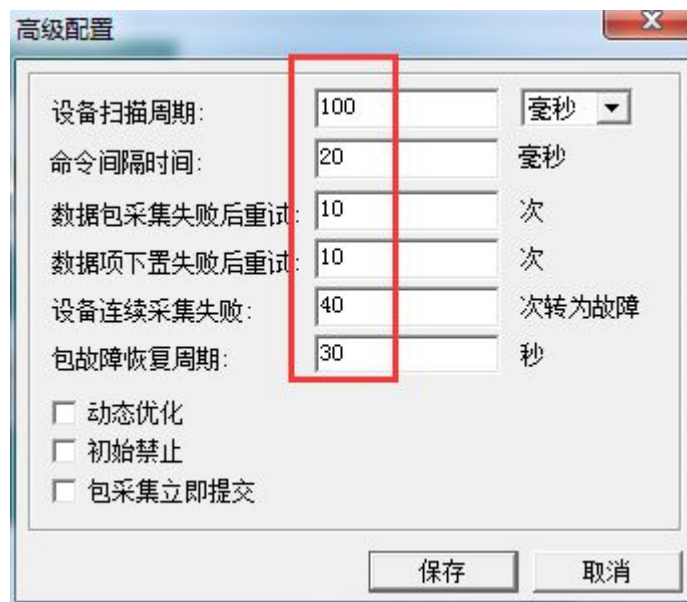 高级配置
设备扫描周期: 100 毫秒
命令间隔时间: 20 毫秒
数据包采集失败后重试: 10 次
数据项下置失败后重试: 10 次
设备连续采集失败: 40 次转为故障
包故障恢复周期: 30 秒
动态优化
初始禁止
包采集立即提交
保存 取消